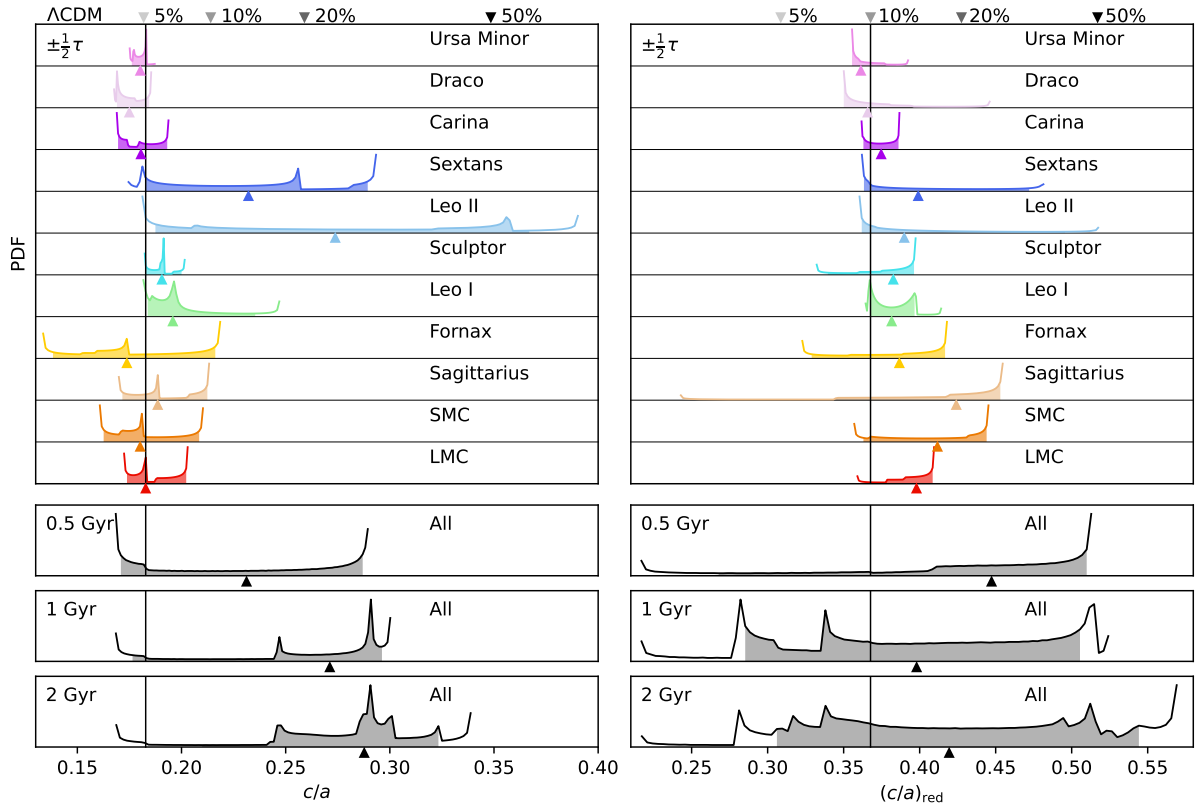 ΛCDM 5% 10% 20% 50%
5% 10% 20% 50%
±½τ
Ursa Minor
Draco
Carina
Sextans
Leo II
Sculptor
Leo I
Fornax
Sagittarius
SMC
LMC
±½τ
Ursa Minor
Draco
Carina
Sextans
Leo II
Sculptor
Leo I
Fornax
Sagittarius
SMC
LMC
PDF
0.5 Gyr All
1 Gyr All
2 Gyr All
0.5 Gyr All
1 Gyr All
2 Gyr All
0.15 0.20 0.25 0.30 0.35 0.40
c/a
0.25 0.30 0.35 0.40 0.45 0.50 0.55
(c/a)red